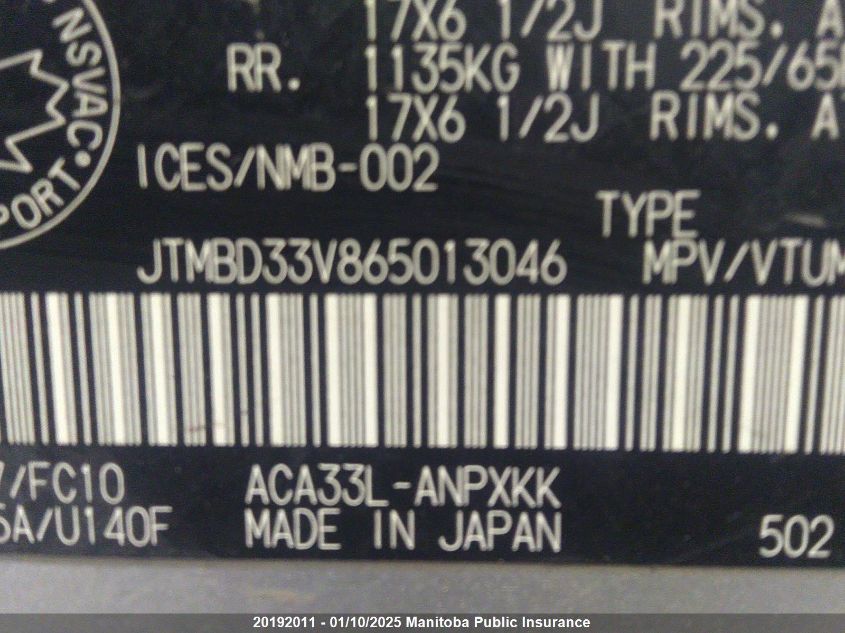 17X6 1/2J RIMS. A
RR. 1135KG WITH 225/65
17X6 1/2J RIMS. A
NSVAC•
PORT
ICES/NMB-002
TYPE
JTMBD33V865013046 MPV/VTUM
/FC10 ACA33L-ANPXKK
5A/U140F MADE IN JAPAN 502
20192011 - 01/10/2025 Manitoba Public Insurance